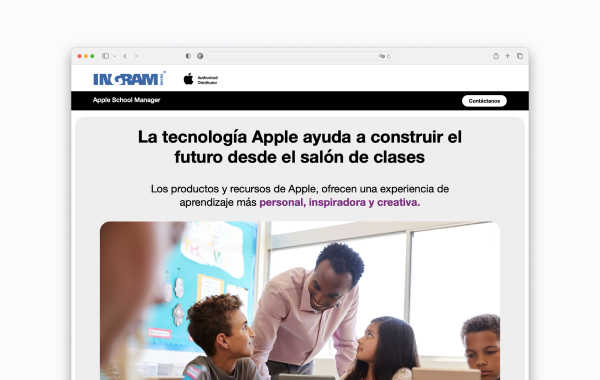 INGRAM MICRO
Authorized
Distributor
Apple School Manager
Contáctanos
La tecnología Apple ayuda a construir el
futuro desde el salón de clases
Los productos y recursos de Apple, ofrecen una experiencia de
aprendizaje más personal, inspiradora y creativa.